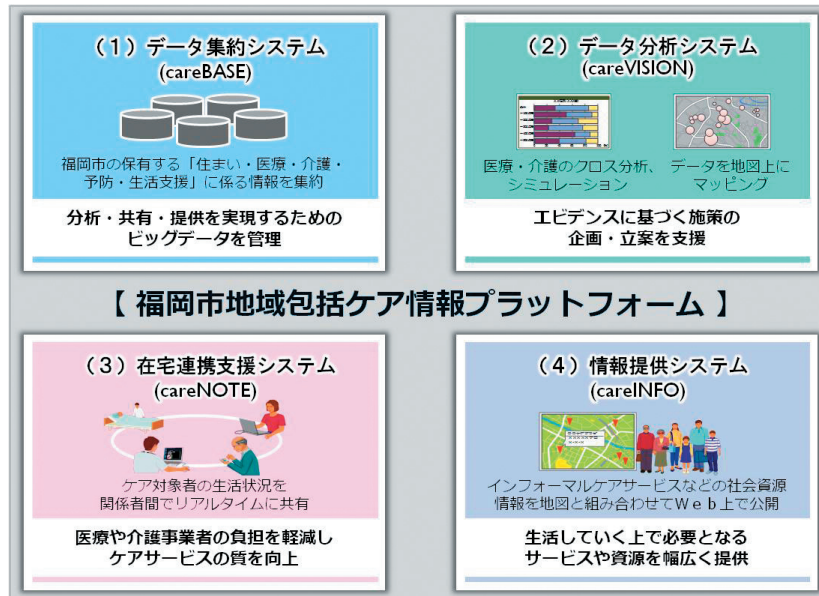 （1）データ集約システム
(careBASE)
福岡市の保有する「住まい・医療・介護・
予防・生活支援」に係る情報を集約
分析・共有・提供を実現するための
ビッグデータを管理
（2）データ分析システム
(careVISION)
医療・介護のクロス分析、
シミュレーション
データを地図上に
マッピング
エビデンスに基づく施策の
企画・立案を支援
【 福岡市地域包括ケア情報プラットフォーム 】
（3）在宅連携支援システム
(careNOTE)
ケア対象者の生活状況を
関係者間でリアルタイムに共有
医療や介護事業者の負担を軽減し
ケアサービスの質を向上
（4）情報提供システム
(careINFO)
インフォーマルケアサービスなどの社会資源
情報を地図と組み合わせてＷｅｂ上で公開
生活していく上で必要となる
サービスや資源を幅広く提供